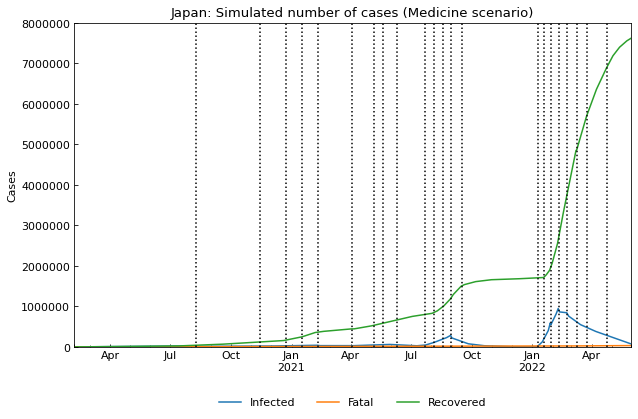 Japan: Simulated number of cases (Medicine scenario)
8000000
7000000
6000000
5000000
4000000
3000000
2000000
1000000
0
Cases
Apr Jul Oct Jan Apr Jul Oct Jan Apr
2021 2022
Infected Fatal Recovered